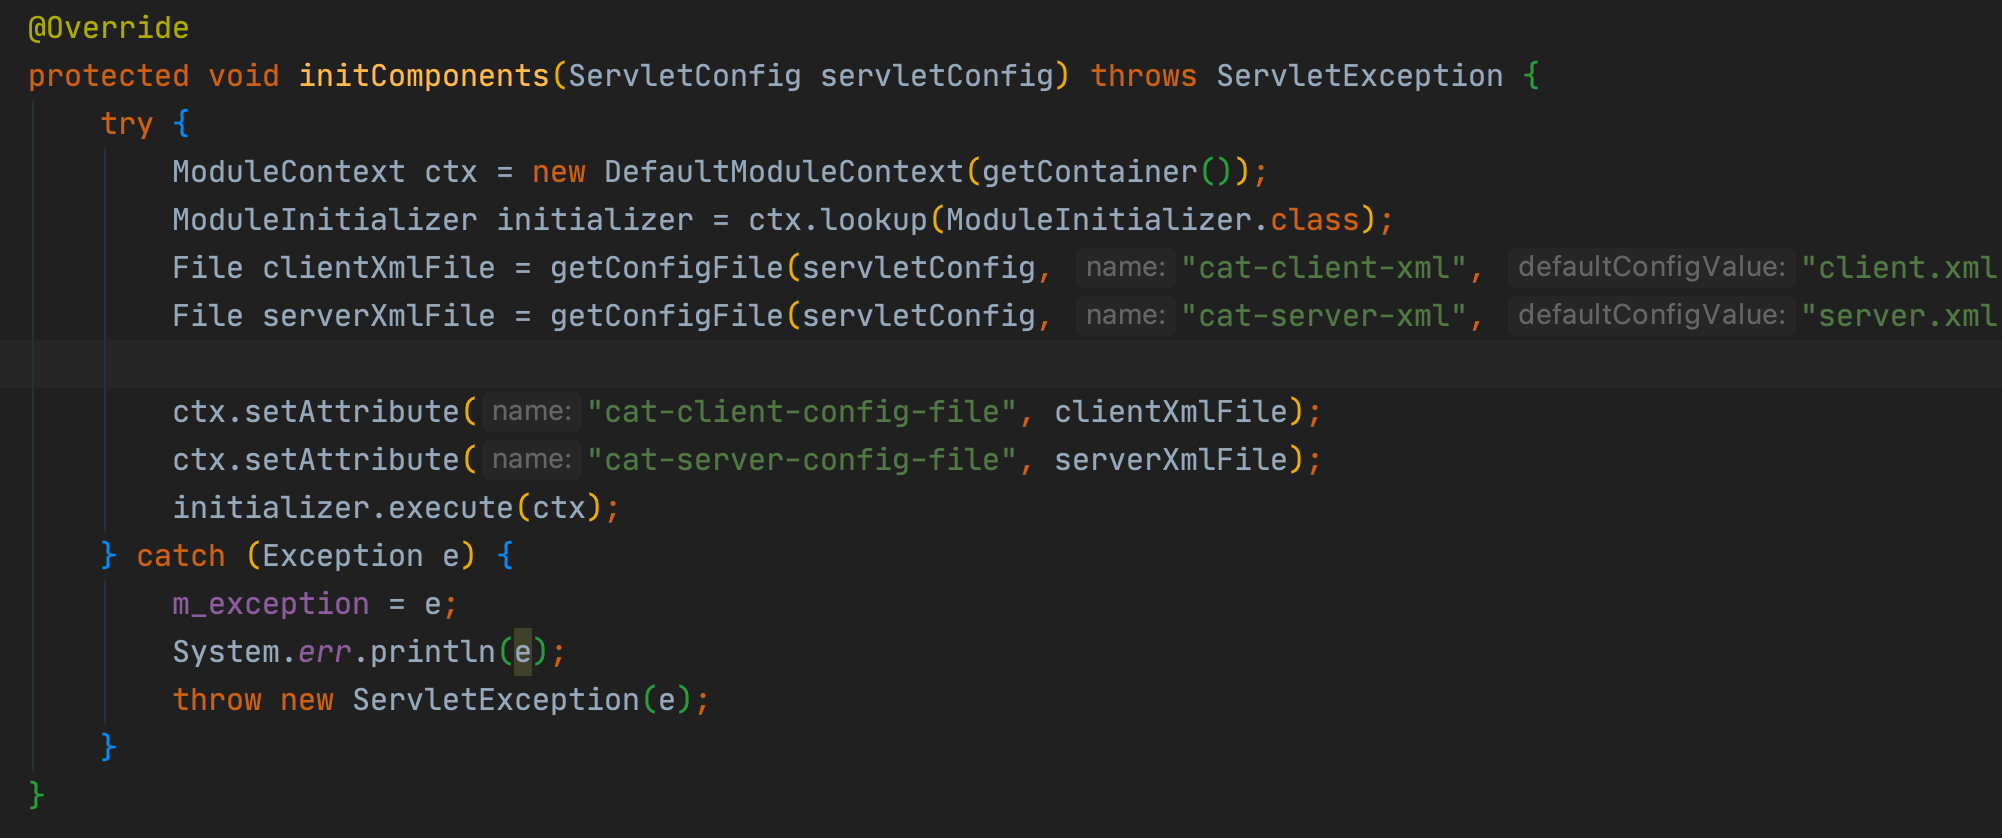 @Override
protected void initComponents(ServletConfig servletConfig) throws ServletException {
try {
ModuleContext ctx = new DefaultModuleContext(getContainer());
ModuleInitializer initializer = ctx.lookup(ModuleInitializer.class);
File clientXmlFile = getConfigFile(servletConfig, name: "cat-client-xml", defaultConfigValue: "client.xml
File serverXmlFile = getConfigFile(servletConfig, name: "cat-server-xml", defaultConfigValue: "server.xml
ctx.setAttribute( name: "cat-client-config-file", clientXmlFile);
ctx.setAttribute( name: "cat-server-config-file", serverXmlFile);
initializer.execute(ctx);
} catch (Exception e) {
m_exception = e;
System.err.println(e);
throw new ServletException(e);
}
}